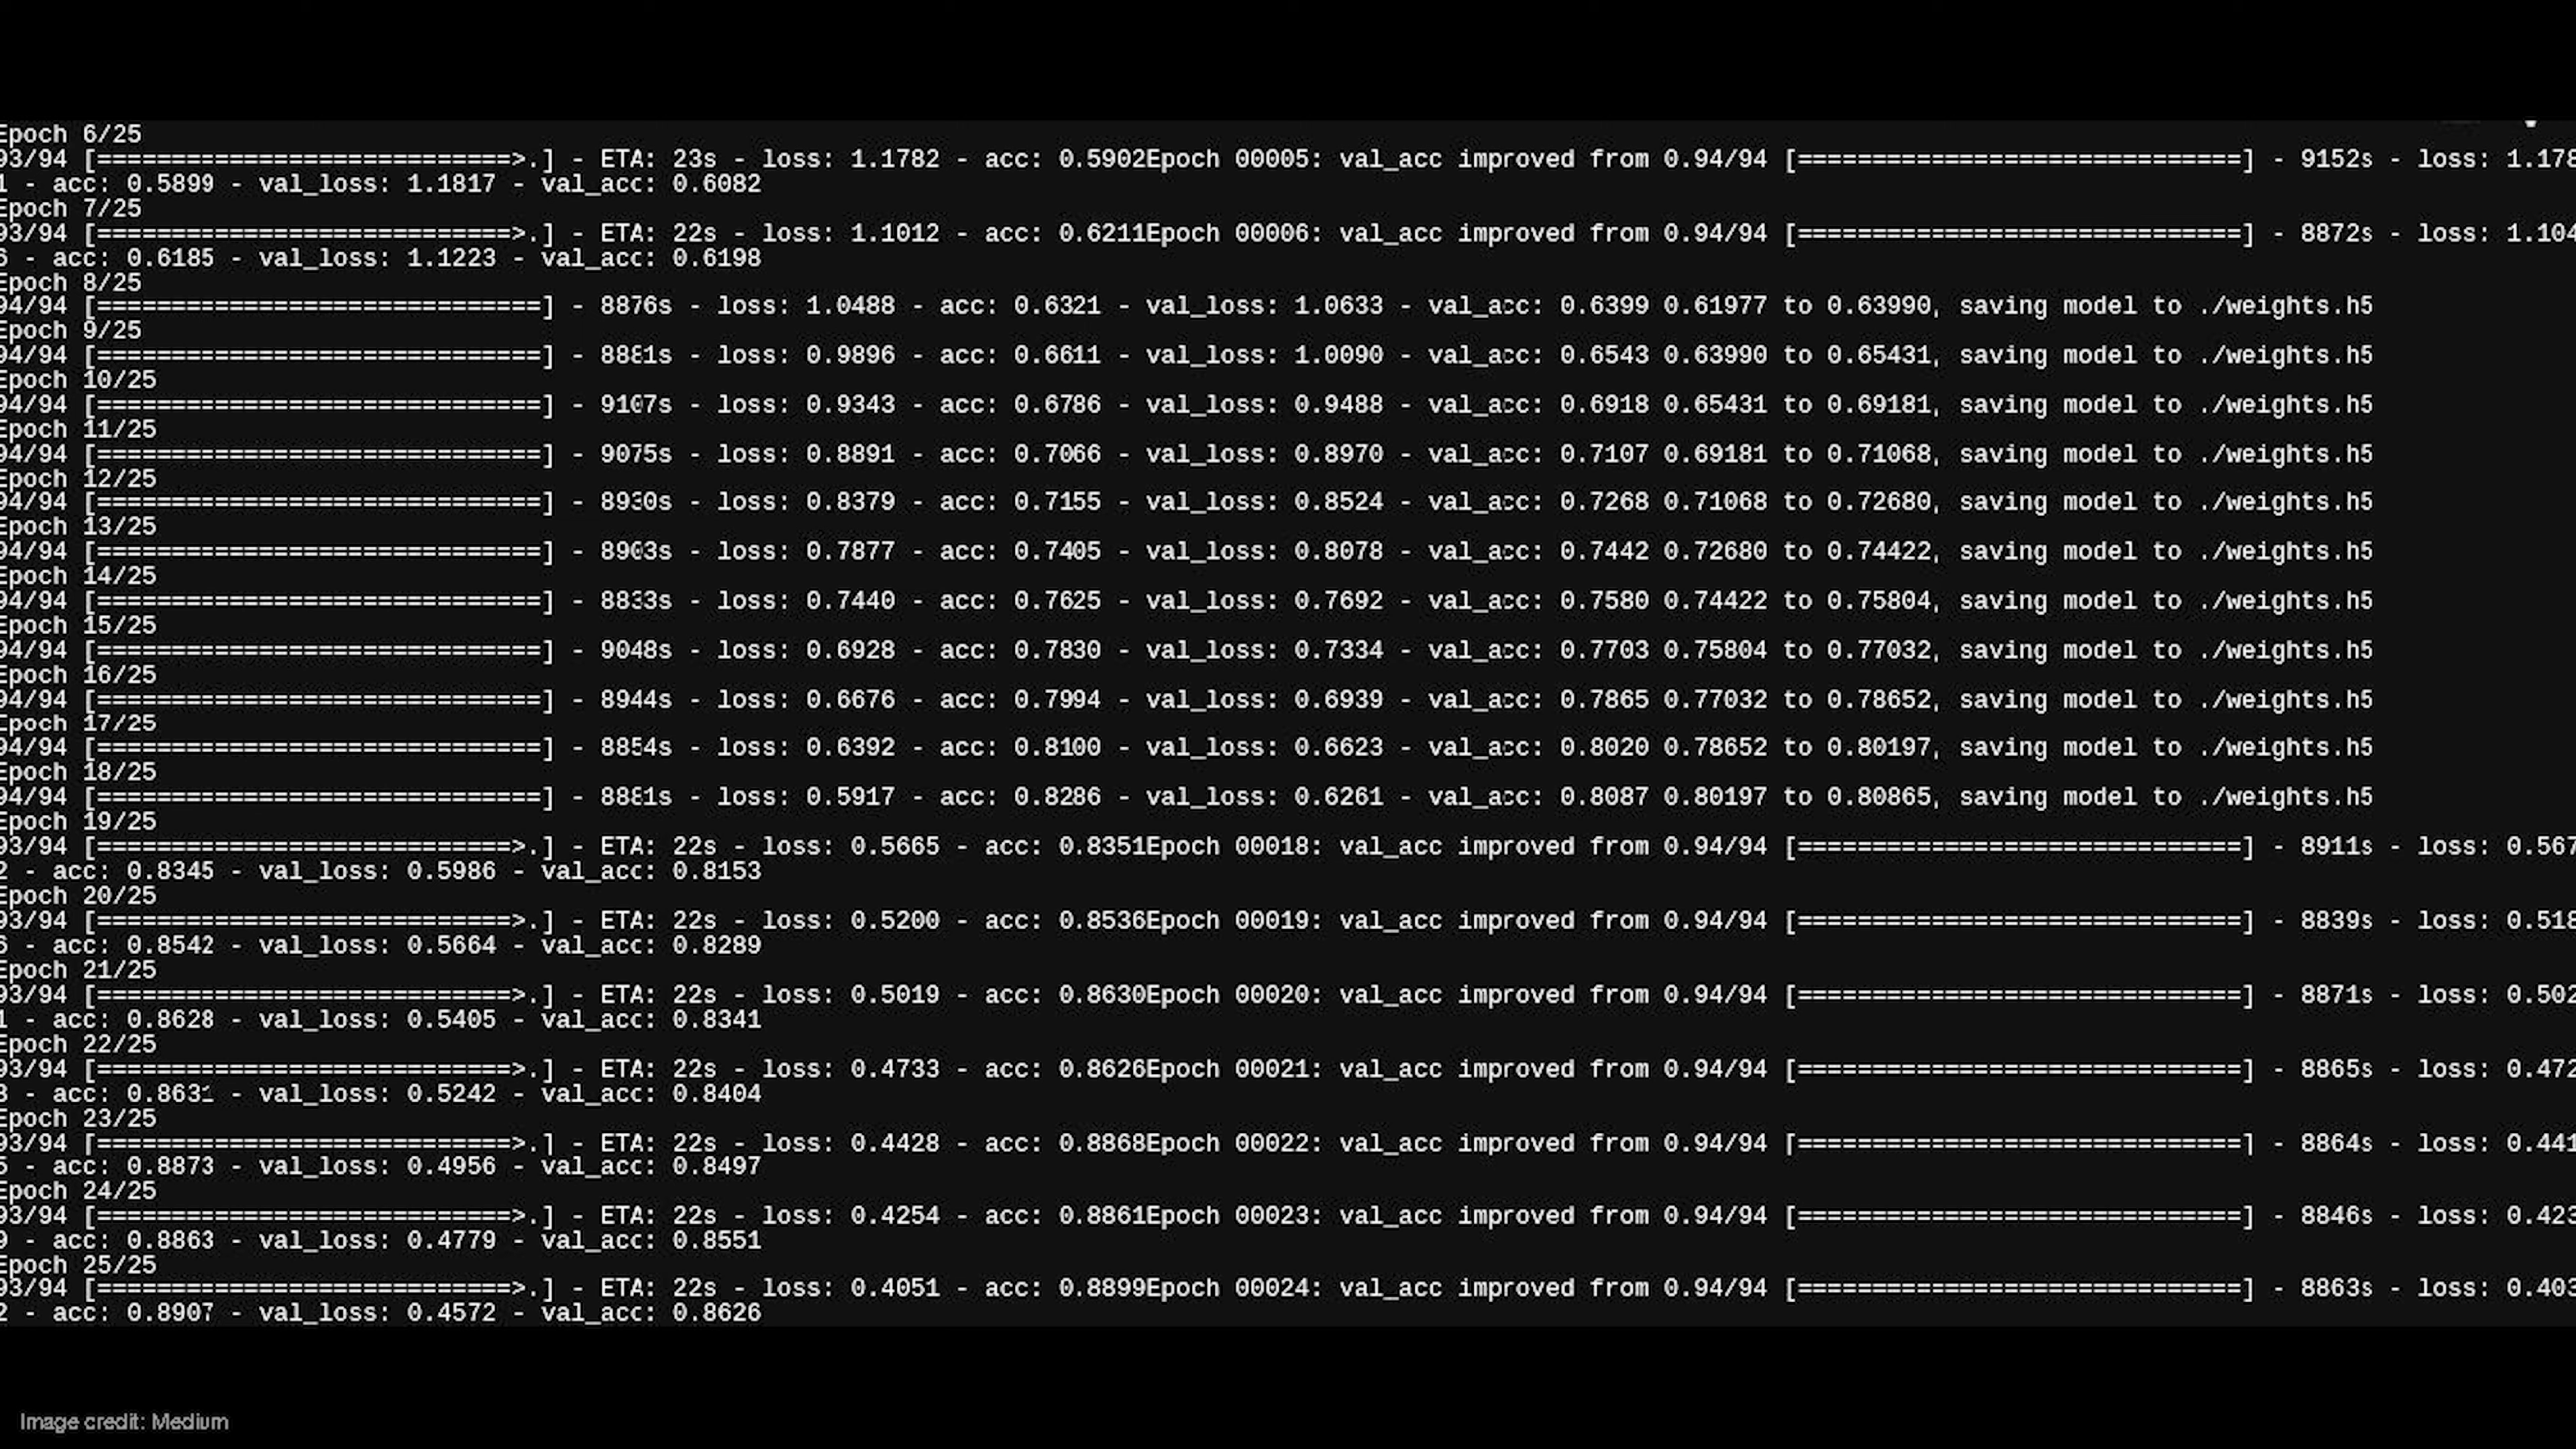 Epoch 6/25
93/94 [============================>.] - ETA: 23s - loss: 1.1782 - acc: 0.5902Epoch 00005: val_acc improved from 0.94/94 [==============================] - 9152s - loss: 1.178
1 - acc: 0.5899 - val_loss: 1.1817 - val_acc: 0.6082
Epoch 7/25
93/94 [============================>.] - ETA: 22s - loss: 1.1012 - acc: 0.6211Epoch 00006: val_acc improved from 0.94/94 [==============================] - 8872s - loss: 1.104
6 - acc: 0.6185 - val_loss: 1.1223 - val_acc: 0.6198
Epoch 8/25
94/94 [==============================] - 8876s - loss: 1.0488 - acc: 0.6321 - val_loss: 1.0633 - val_acc: 0.6399 0.61977 to 0.63990, saving model to ./weights.h5
Epoch 9/25
94/94 [==============================] - 8881s - loss: 0.9896 - acc: 0.6611 - val_loss: 1.0090 - val_acc: 0.6543 0.63990 to 0.65431, saving model to ./weights.h5
Epoch 10/25
94/94 [==============================] - 9107s - loss: 0.9343 - acc: 0.6786 - val_loss: 0.9488 - val_acc: 0.6918 0.65431 to 0.69181, saving model to ./weights.h5
Epoch 11/25
94/94 [==============================] - 9075s - loss: 0.8891 - acc: 0.7066 - val_loss: 0.8970 - val_acc: 0.7107 0.69181 to 0.71068, saving model to ./weights.h5
Epoch 12/25
94/94 [==============================] - 8930s - loss: 0.8379 - acc: 0.7155 - val_loss: 0.8524 - val_acc: 0.7268 0.71068 to 0.72680, saving model to ./weights.h5
Epoch 13/25
94/94 [==============================] - 8903s - loss: 0.7877 - acc: 0.7405 - val_loss: 0.8078 - val_acc: 0.7442 0.72680 to 0.74422, saving model to ./weights.h5
Epoch 14/25
94/94 [==============================] - 8833s - loss: 0.7440 - acc: 0.7625 - val_loss: 0.7692 - val_acc: 0.7580 0.74422 to 0.75804, saving model to ./weights.h5
Epoch 15/25
94/94 [==============================] - 9048s - loss: 0.6928 - acc: 0.7830 - val_loss: 0.7334 - val_acc: 0.7703 0.75804 to 0.77032, saving model to ./weights.h5
Epoch 16/25
94/94 [==============================] - 8944s - loss: 0.6676 - acc: 0.7994 - val_loss: 0.6939 - val_acc: 0.7865 0.77032 to 0.78652, saving model to ./weights.h5
Epoch 17/25
94/94 [==============================] - 8854s - loss: 0.6392 - acc: 0.8100 - val_loss: 0.6623 - val_acc: 0.8020 0.78652 to 0.80197, saving model to ./weights.h5
Epoch 18/25
94/94 [==============================] - 8881s - loss: 0.5917 - acc: 0.8286 - val_loss: 0.6261 - val_acc: 0.8087 0.80197 to 0.80865, saving model to ./weights.h5
Epoch 19/25
93/94 [============================>.] - ETA: 22s - loss: 0.5665 - acc: 0.8351Epoch 00018: val_acc improved from 0.94/94 [==============================] - 8911s - loss: 0.567
2 - acc: 0.8345 - val_loss: 0.5986 - val_acc: 0.8153
Epoch 20/25
93/94 [============================>.] - ETA: 22s - loss: 0.5200 - acc: 0.8536Epoch 00019: val_acc improved from 0.94/94 [==============================] - 8839s - loss: 0.518
6 - acc: 0.8542 - val_loss: 0.5664 - val_acc: 0.8289
Epoch 21/25
93/94 [============================>.] - ETA: 22s - loss: 0.5019 - acc: 0.8630Epoch 00020: val_acc improved from 0.94/94 [==============================] - 8871s - loss: 0.502
1 - acc: 0.8628 - val_loss: 0.5405 - val_acc: 0.8341
Epoch 22/25
93/94 [============================>.] - ETA: 22s - loss: 0.4733 - acc: 0.8626Epoch 00021: val_acc improved from 0.94/94 [==============================] - 8865s - loss: 0.472
3 - acc: 0.8631 - val_loss: 0.5242 - val_acc: 0.8404
Epoch 23/25
93/94 [============================>.] - ETA: 22s - loss: 0.4428 - acc: 0.8868Epoch 00022: val_acc improved from 0.94/94 [==============================] - 8864s - loss: 0.441
5 - acc: 0.8873 - val_loss: 0.4956 - val_acc: 0.8497
Epoch 24/25
93/94 [============================>.] - ETA: 22s - loss: 0.4254 - acc: 0.8861Epoch 00023: val_acc improved from 0.94/94 [==============================] - 8846s - loss: 0.423
9 - acc: 0.8863 - val_loss: 0.4779 - val_acc: 0.8551
Epoch 25/25
93/94 [============================>.] - ETA: 22s - loss: 0.4051 - acc: 0.8899Epoch 00024: val_acc improved from 0.94/94 [==============================] - 8863s - loss: 0.403
2 - acc: 0.8907 - val_loss: 0.4572 - val_acc: 0.8626
Image credit: Medium